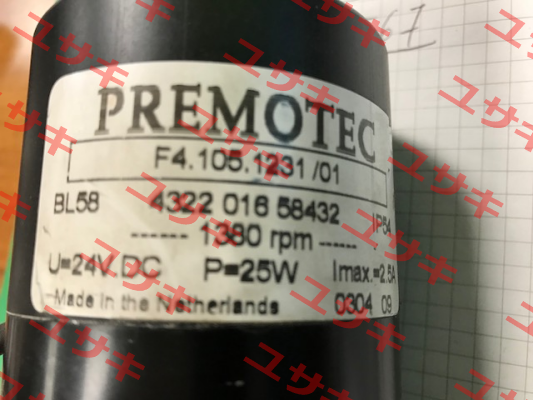 PREMOTEC
F4.105.1231 /01
BL58 4322 016 58432 IP54
------ 1380 rpm ------
U=24V.DC P=25W Imax.=2.5A
Made in the Netherlands 0304 09
ユサキ